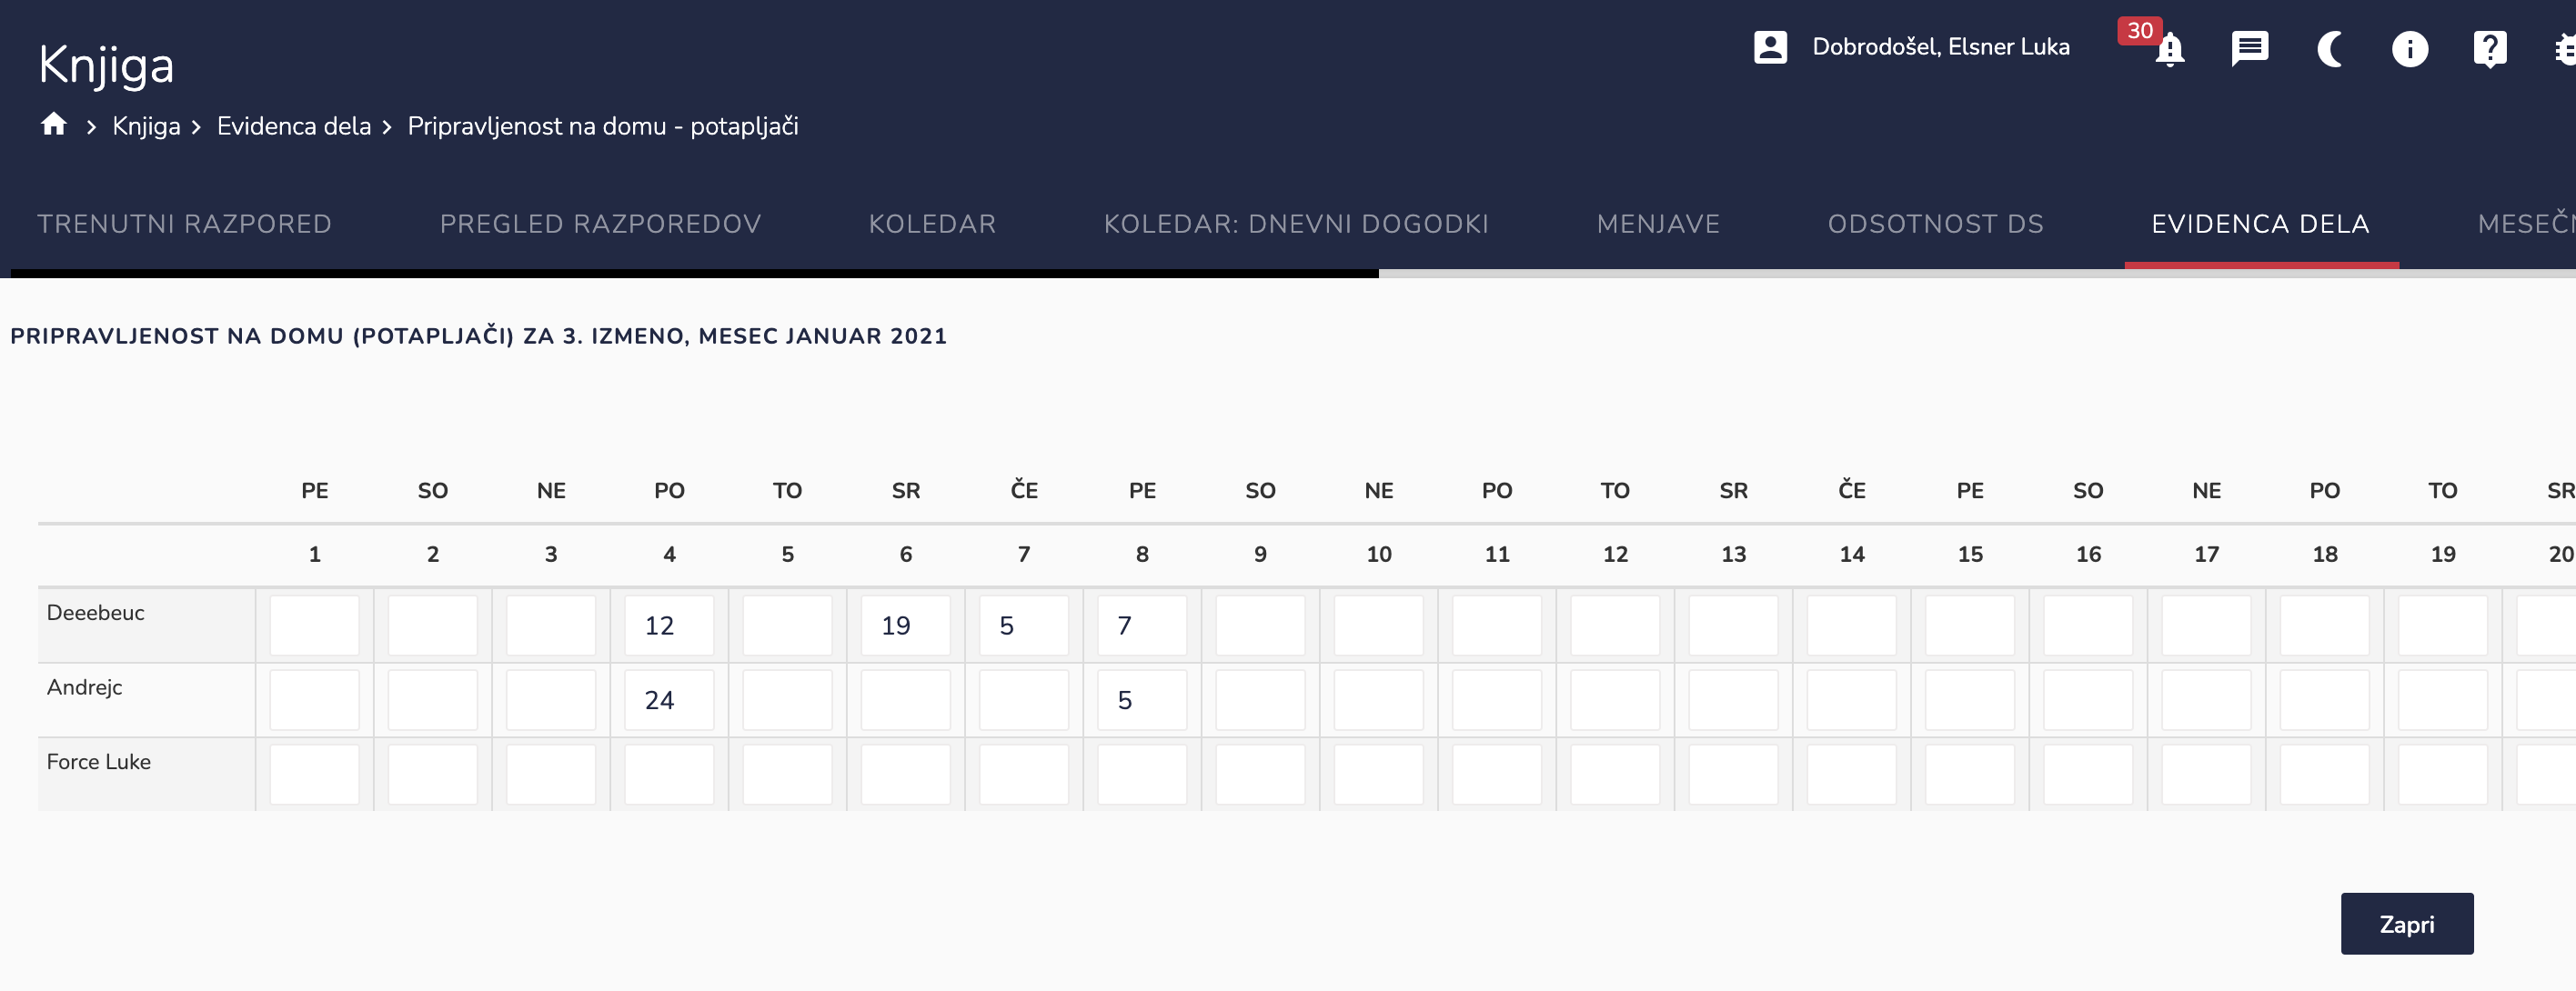 Knjiga
Dobrodošel, Elsner Luka
30
Knjiga > Evidenca dela > Pripravljenost na domu - potapljači
TRENUTNI RAZPORED PREGLED RAZPOREDOV KOLEDAR KOLEDAR: DNEVNI DOGODKI MENJAVE ODSOTNOST DS EVIDENCA DELA MESEČN
PRIPRAVLJENOST NA DOMU (POTAPLJAČI) ZA 3. IZMENO, MESEC JANUAR 2021
PE SO NE PO TO SR ČE PE SO NE PO TO SR ČE PE SO NE PO TO SR
1 2 3 4 5 6 7 8 9 10 11 12 13 14 15 16 17 18 19 20
Deeebeuc 12 19 5 7
Andrejc 24 5
Force Luke
Zapri